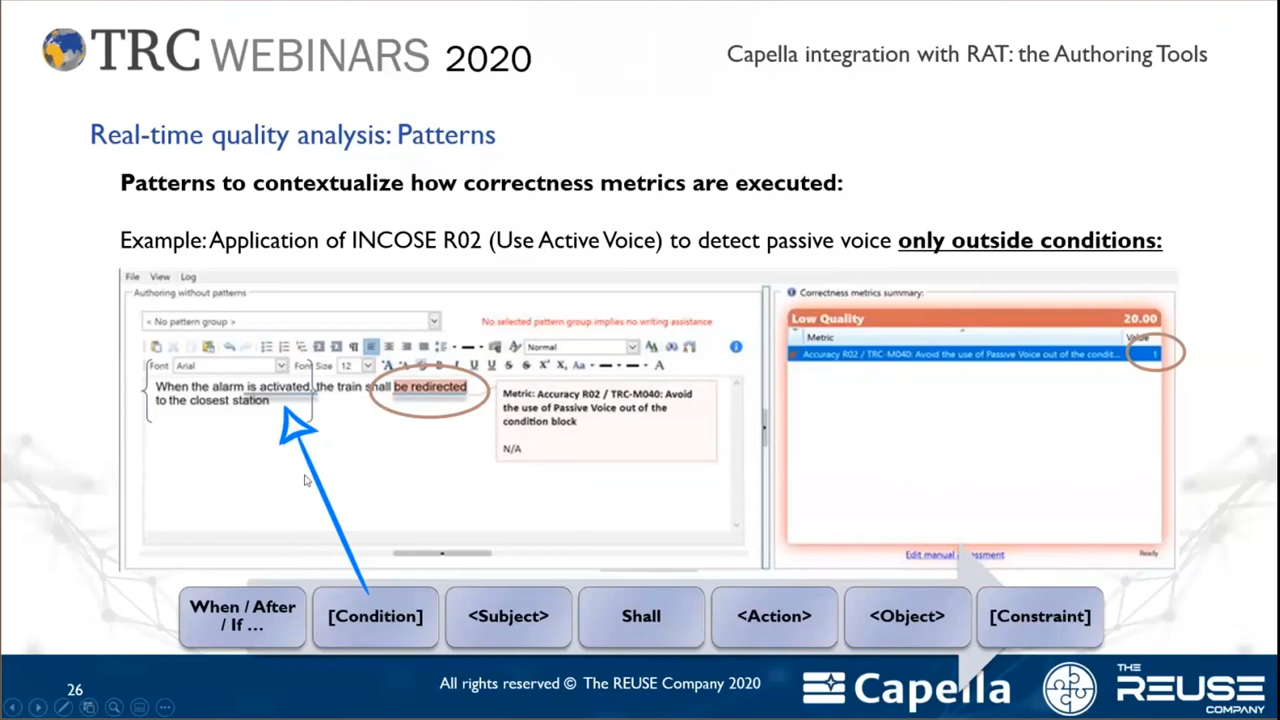 TRC WEBINARS 2020
Capella integration with RAT: the Authoring Tools
Real-time quality analysis: Patterns
Patterns to contextualize how correctness metrics are executed:
Example: Application of INCOSE R02 (Use Active Voice) to detect passive voice only outside conditions:
File View Log
Authoring without patterns
< No pattern group >
No selected pattern group implies no writing assistance
Normal
Font Arial Font Size 12
When the alarm is activated, the train shall be redirected
to the closest station
Metric: Accuracy R02 / TRC-M040: Avoid
the use of Passive Voice out of the
condition block
N/A
Correctness metrics summary:
Low Quality 20.00
Metric Value
Accuracy R02 / TRC-M040: Avoid the use of Passive Voice out of the condit... 1
Edit manual
Ready
When / After
/ If ...
[Condition]
<Subject>
Shall
<Action>
<Object>
[Constraint]
26
All rights reserved © The REUSE Company 2020
Capella
THE
REUSE
COMPANY